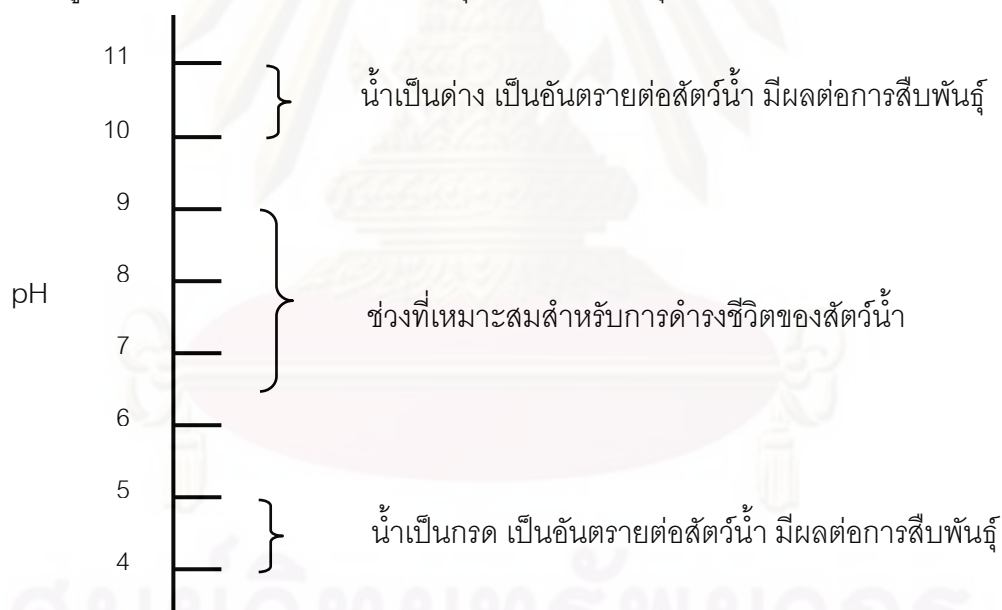 11
น้ำเป็นด่าง เป็นอันตรายต่อสัตว์น้ำ มีผลต่อการสืบพันธุ์
10
9
8
pH
ช่วงที่เหมาะสมสำหรับการดำรงชีวิตของสัตว์น้ำ
7
6
5
น้ำเป็นกรด เป็นอันตรายต่อสัตว์น้ำ มีผลต่อการสืบพันธุ์
4